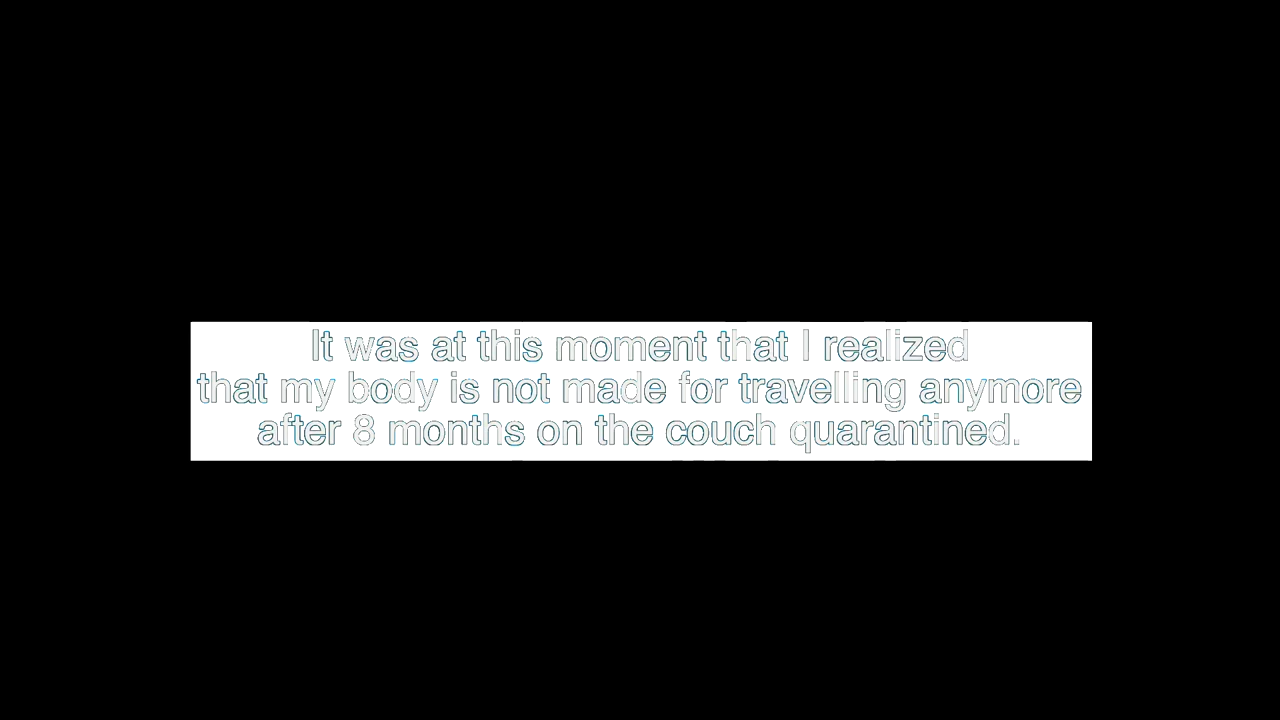 It was at this moment that I realized
that my body is not made for travelling anymore
after 8 months on the couch quarantined.